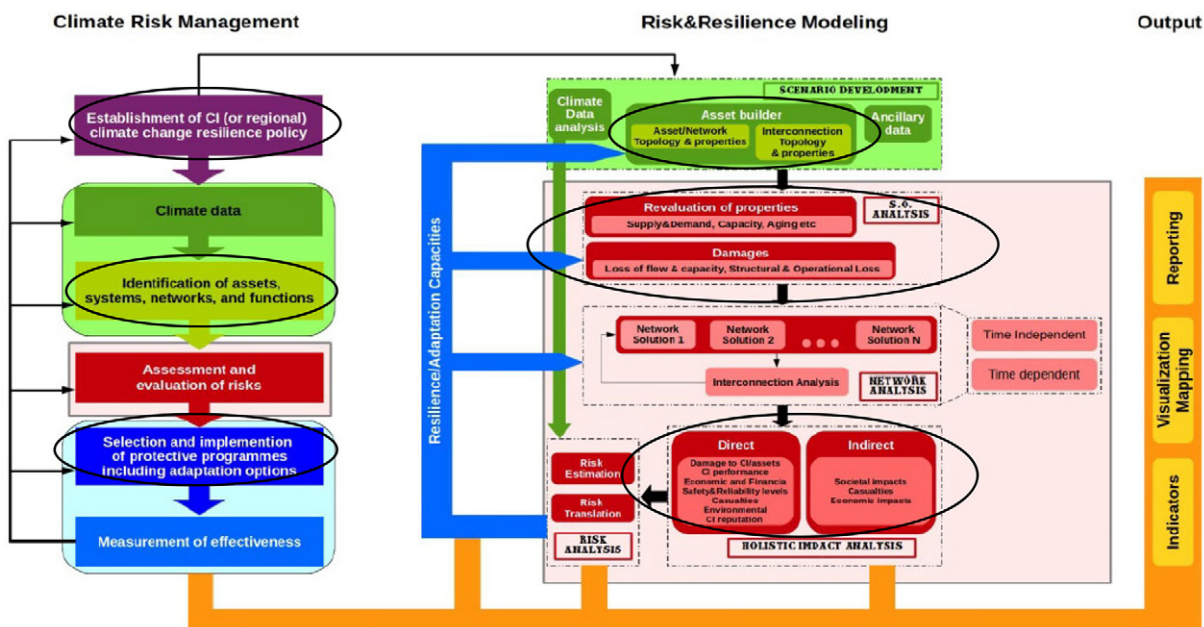 Climate Risk Management
Risk&Resilience Modeling
Output
Establishment of CI (or regional)
climate change resilience policy
Climate data
Identification of assets,
systems, networks, and functions
Assessment and
evaluation of risks
Selection and implemention
of protective programmes
including adaptation options
Measurement of effectiveness
Resilience/Adaptation Capacities
SCENARIO DEVELOPMENT
Climate
Data
analysis
Asset builder
Asset/Network
Topology & properties
Interconnection
Topology
& properties
Ancillary
data
Revaluation of properties
Supply&Demand, Capacity, Aging etc
S.O.
ANALYSIS
Damages
Loss of flow & capacity, Structural & Operational Loss
Network
Solution 1
Network
Solution 2
Network
Solution N
Interconnection Analysis
NETWORK
ANALYSIS
Time Independent
Time dependent
Risk
Estimation
Risk
Translation
RISK
ANALYSIS
Direct
Damage to CI/assets
CI performance
Economic and Financia
Safety&Reliability levels
Casualties
Environmental
CI reputation
Indirect
Societal impacts
Casualties
Economic impacts
HOLISTIC IMPACT ANALYSIS
Reporting
Visualization
Mapping
Indicators